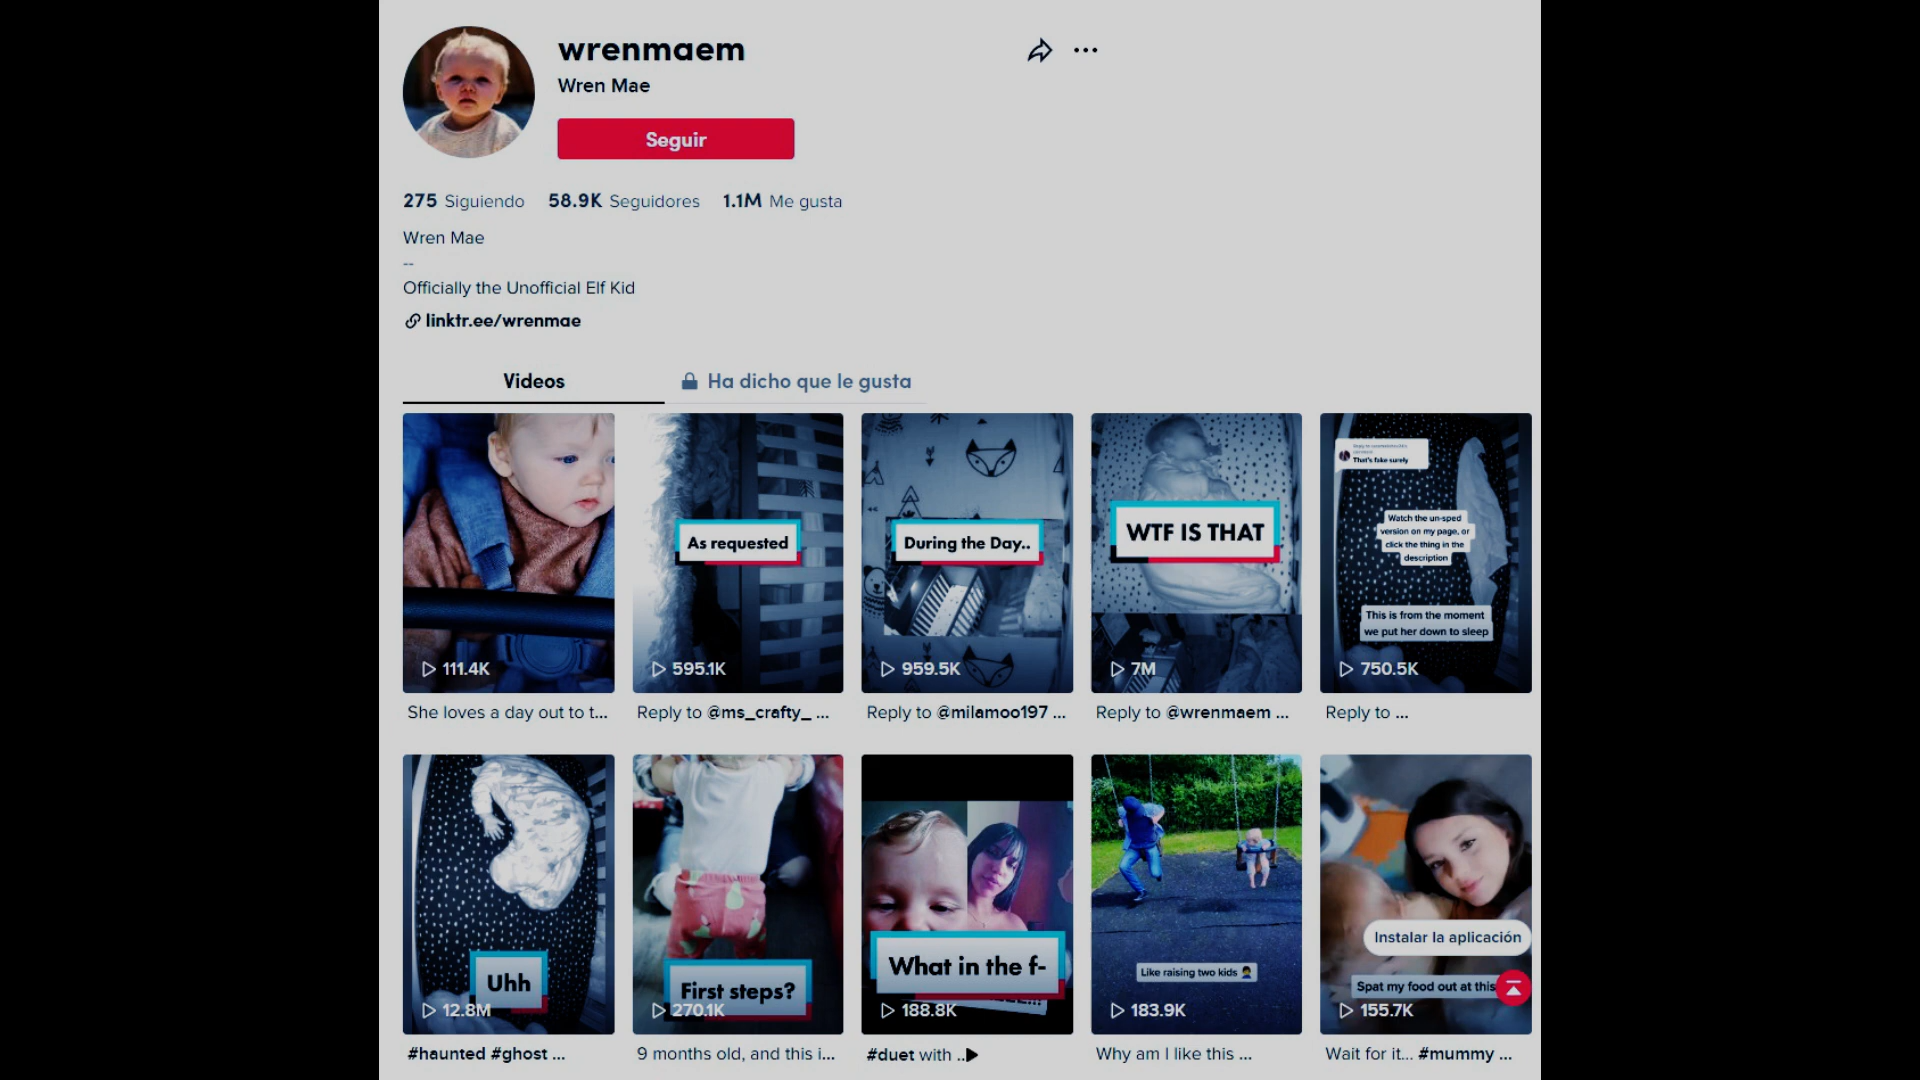 wrenmaem
Wren Mae
Seguir
275 Siguiendo 58.9K Seguidores 1.1M Me gusta
Wren Mae
--
Officially the Unofficial Elf Kid
linktr.ee/wrenmae
Videos
Ha dicho que le gusta
111.4K
She loves a day out to t...
As requested
595.1K
Reply to @ms_crafty_ ...
During the Day..
959.5K
Reply to @milamoo197 ...
WTF IS THAT
7M
Reply to @wrenmaem ...
That's fake surely
Watch the un-sped
version on my page, or
click the thing in the
description
This is from the moment
we put her down to sleep
750.5K
Reply to ...
Uhh
12.8M
#haunted #ghost ...
First steps?
270.1K
9 months old, and this i...
What in the f-
188.8K
#duet with ..
Like raising two kids
183.9K
Why am I like this ...
Instalar la aplicación
Spat my food out at this
155.7K
Wait for it... #mummy ...